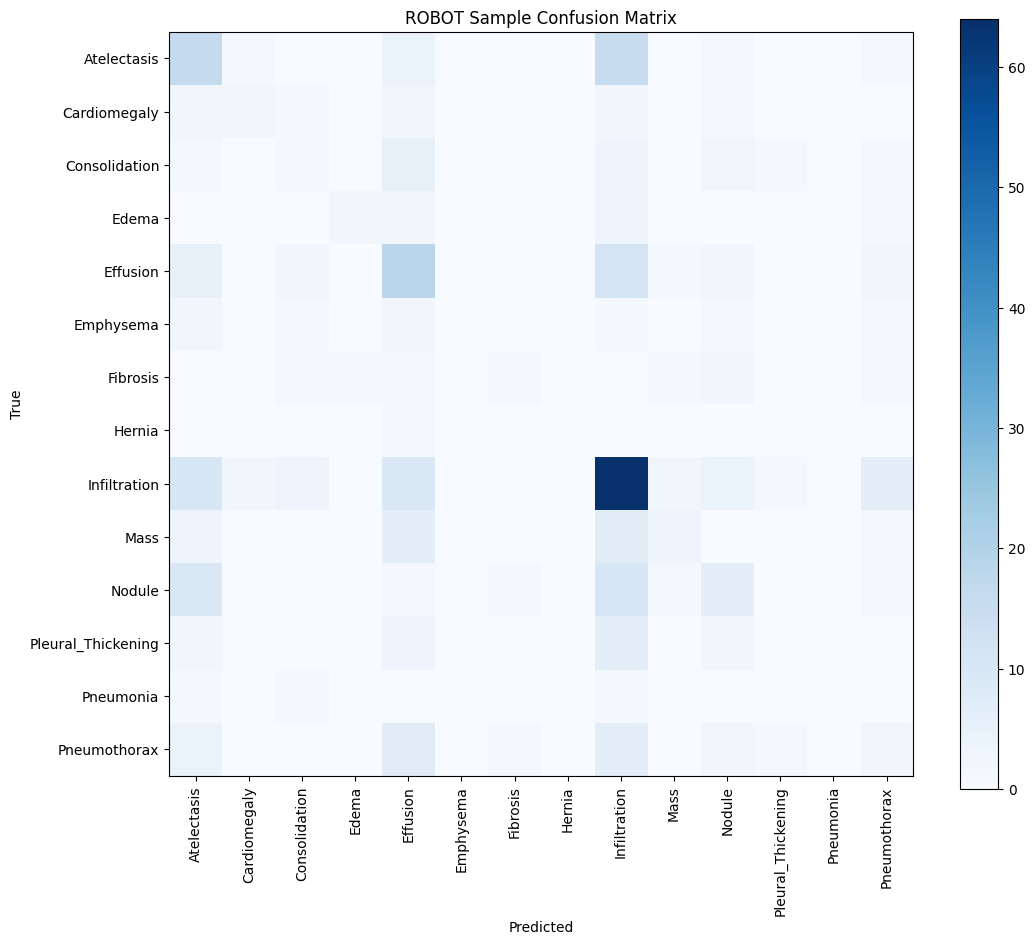 ROBOT Sample Confusion Matrix
True
Atelectasis
Cardiomegaly
Consolidation
Edema
Effusion
Emphysema
Fibrosis
Hernia
Infiltration
Mass
Nodule
Pleural_Thickening
Pneumonia
Pneumothorax
Atelectasis
Cardiomegaly
Consolidation
Edema
Effusion
Emphysema
Fibrosis
Hernia
Infiltration
Mass
Nodule
Pleural_Thickening
Pneumonia
Pneumothorax
Predicted
60
50
40
30
20
10
0